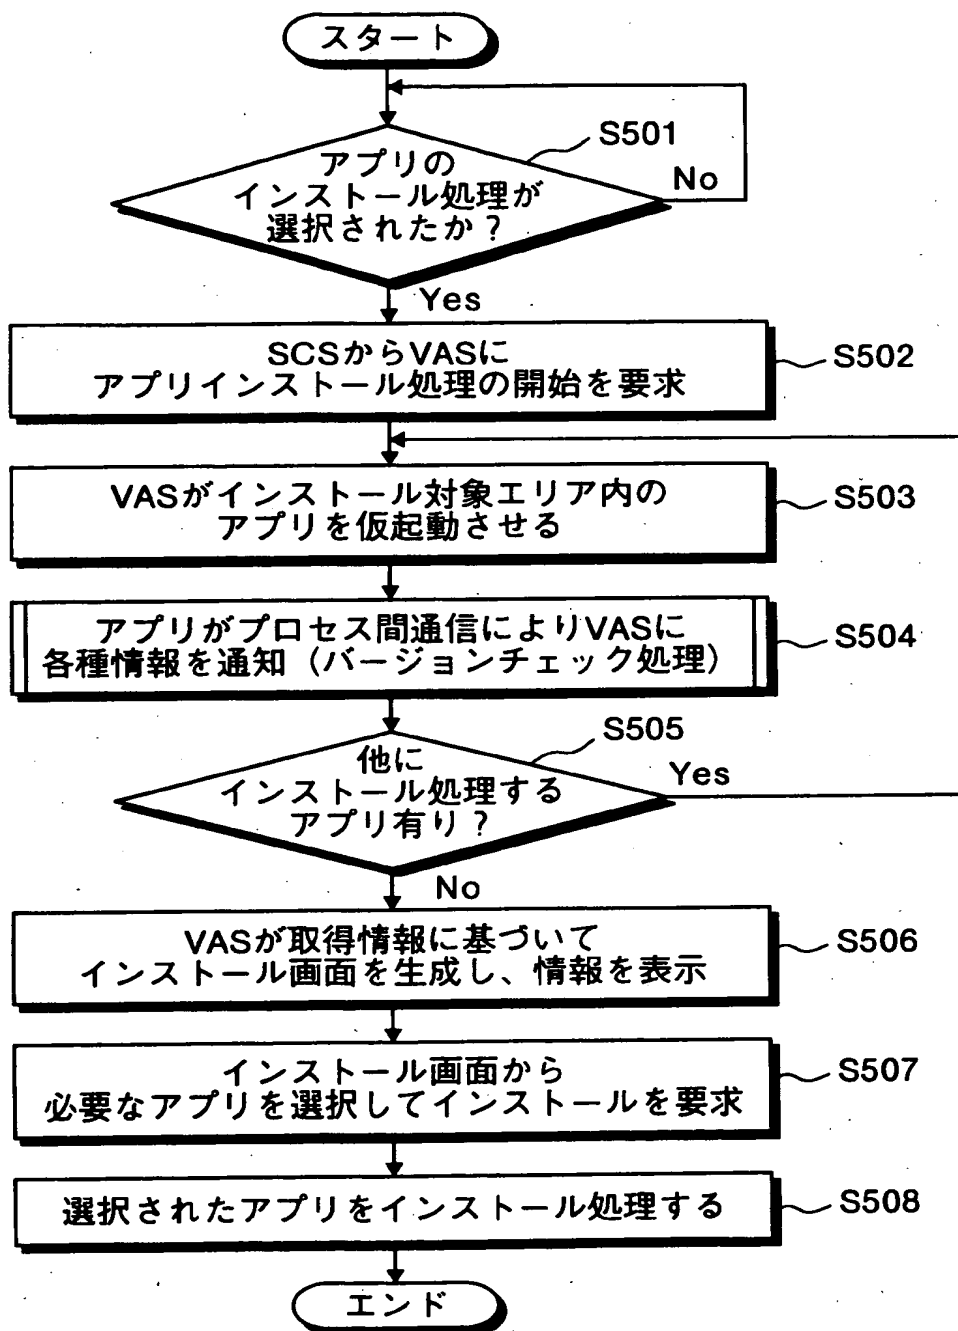 スタート
アプリの
インストール処理が
選択されたか?
S501
No
Yes
SCSからVASに
アプリインストール処理の開始を要求
S502
VASがインストール対象エリア内の
アプリを仮起動させる
S503
アプリがプロセス間通信によりVASに
各種情報を通知(バージョンチェック処理)
S504
他に
インストール処理する
アプリ有り?
S505
Yes
No
VASが取得情報に基づいて
インストール画面を生成し、情報を表示
S506
インストール画面から
必要なアプリを選択してインストールを要求
S507
選択されたアプリをインストール処理する
S508
エンド